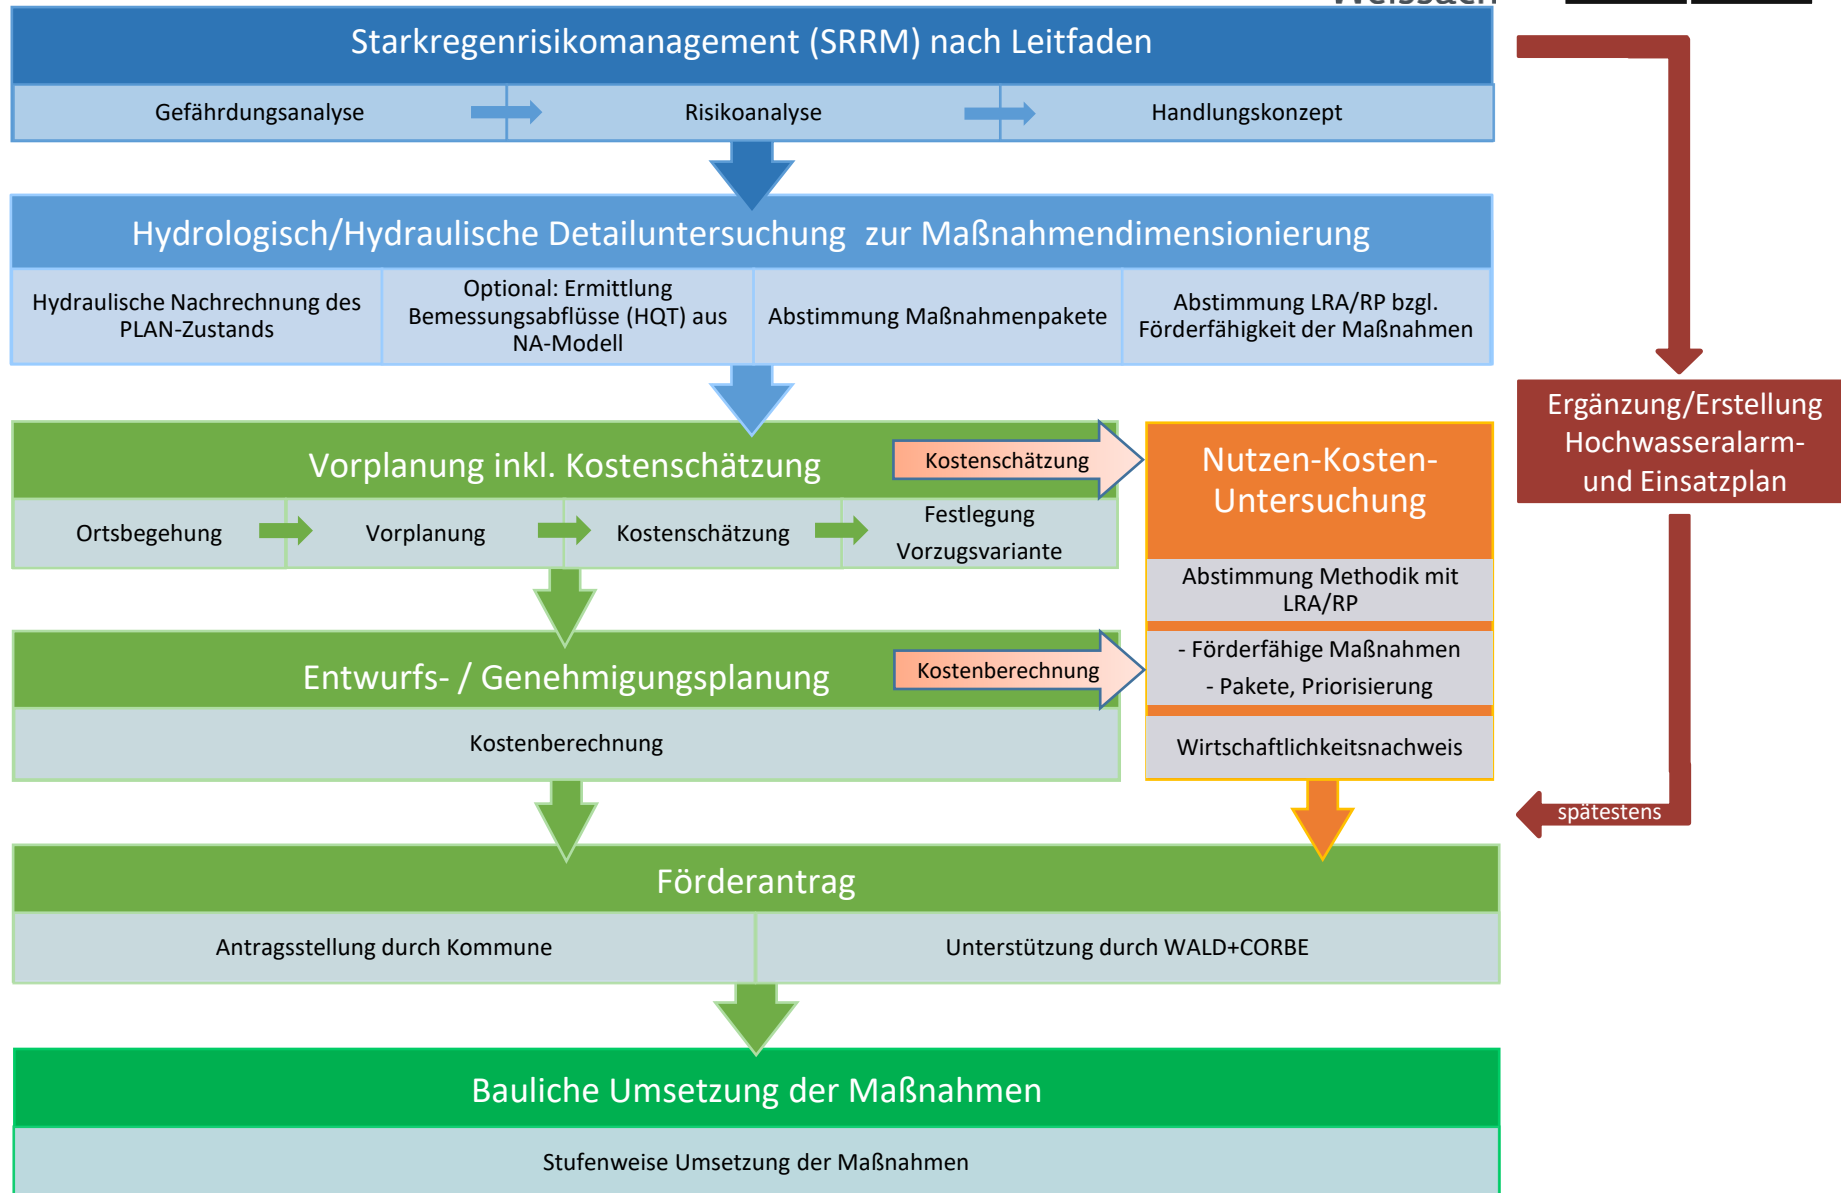 Weissach
Starkregenrisikomanagement (SRRM) nach Leitfaden
Gefährdungsanalyse
Risikoanalyse
Handlungskonzept
Hydrologisch/Hydraulische Detailuntersuchung zur Maßnahmendimensionierung
Hydraulische Nachrechnung des
PLAN-Zustands
Optional: Ermittlung
Bemessungsabflüsse (HQT) aus
NA-Modell
Abstimmung Maßnahmenpakete
Abstimmung LRA/RP bzgl.
Förderfähigkeit der Maßnahmen
Ergänzung/Erstellung
Hochwasseralarm-
und Einsatzplan
Vorplanung inkl. Kostenschätzung
Kostenschätzung
Ortsbegehung
Vorplanung
Kostenschätzung
Festlegung
Vorzugsvariante
Nutzen-Kosten-
Untersuchung
Abstimmung Methodik mit
LRA/RP
- Förderfähige Maßnahmen
- Pakete, Priorisierung
Wirtschaftlichkeitsnachweis
Entwurfs- / Genehmigungsplanung
Kostenberechnung
Kostenberechnung
spätestens
Förderantrag
Antragsstellung durch Kommune
Unterstützung durch WALD+CORBE
Bauliche Umsetzung der Maßnahmen
Stufenweise Umsetzung der Maßnahmen